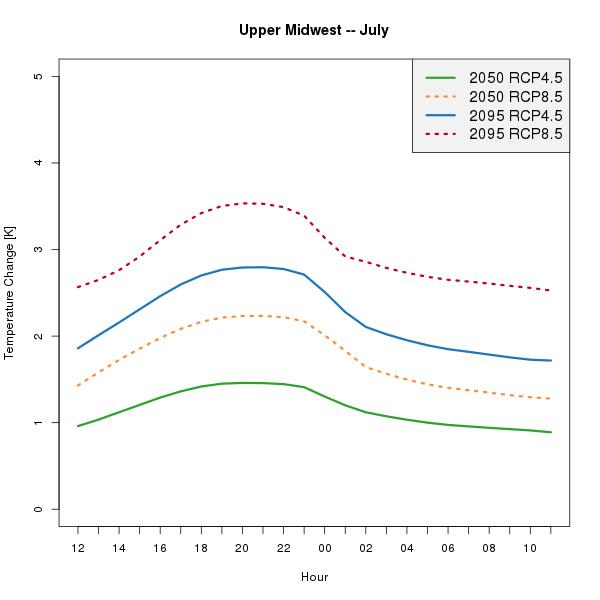 Upper Midwest -- July
2050 RCP4.5
2050 RCP8.5
2095 RCP4.5
2095 RCP8.5
Temperature Change [K]
5
4
3
2
1
0
12 14 16 18 20 22 00 02 04 06 08 10
Hour